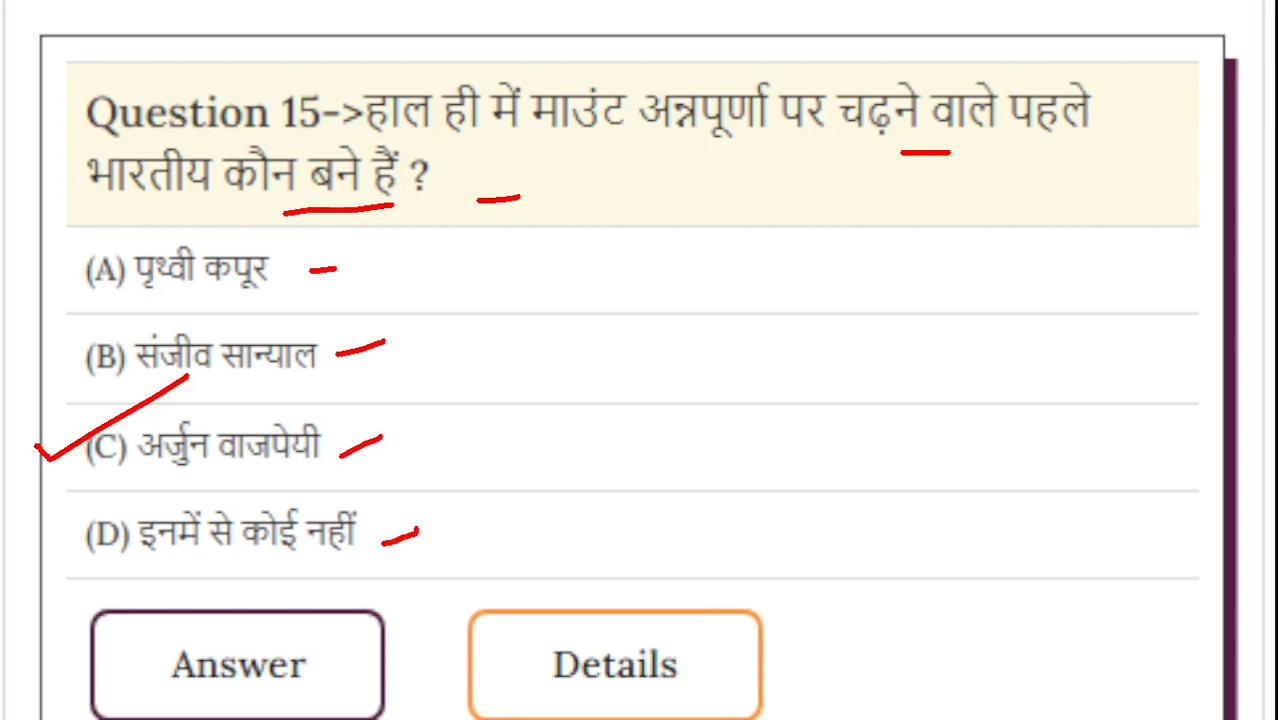 Question 15->हाल ही में माउंट अन्नपूर्णा पर चढ़ने वाले पहले
भारतीय कौन बने हैं ?
(A) पृथ्वी कपूर
(B) संजीव सान्याल
(C) अर्जुन वाजपेयी
(D) इनमें से कोई नहीं
Answer
Details